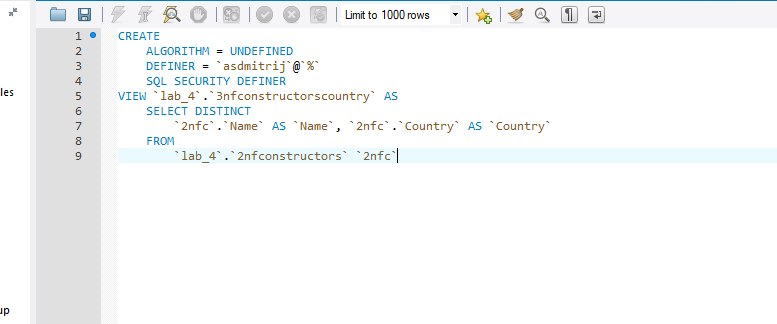 les
up
Limit to 1000 rows
1 CREATE
2 ALGORITHM = UNDEFINED
3 DEFINER = `asdmitrij`@`%`
4 SQL SECURITY DEFINER
5 VIEW `lab_4`.`3nfconstructorscountry` AS
6 SELECT DISTINCT
7 `2nfc`.`Name` AS `Name`, `2nfc`.`Country` AS `Country`
8 FROM
9 `lab_4`.`2nfconstructors` `2nfc`